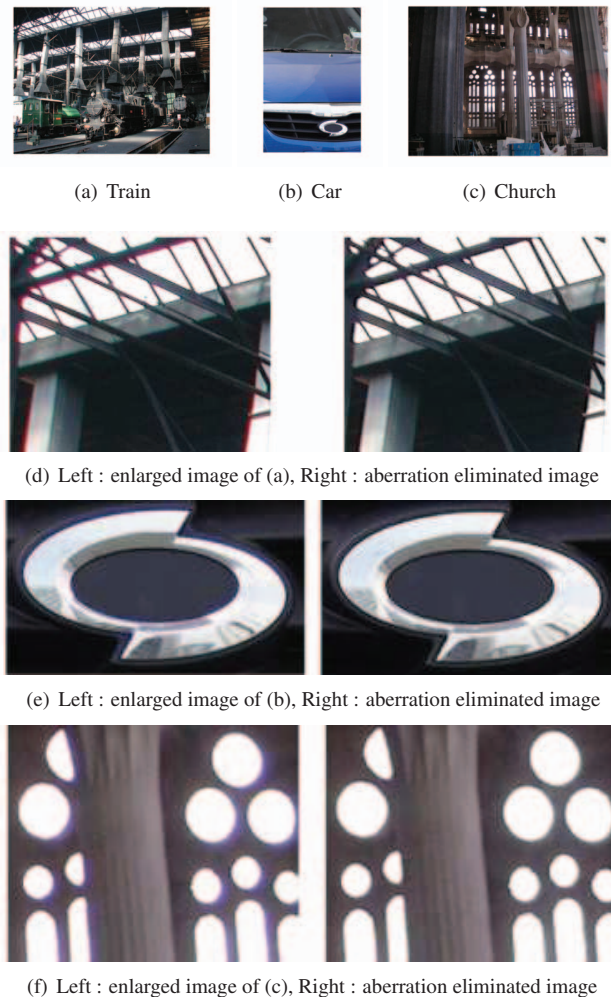 (a) Train
(b) Car
(c) Church
(d) Left : enlarged image of (a), Right : aberration eliminated image
(e) Left : enlarged image of (b), Right : aberration eliminated image
(f) Left : enlarged image of (c), Right : aberration eliminated image